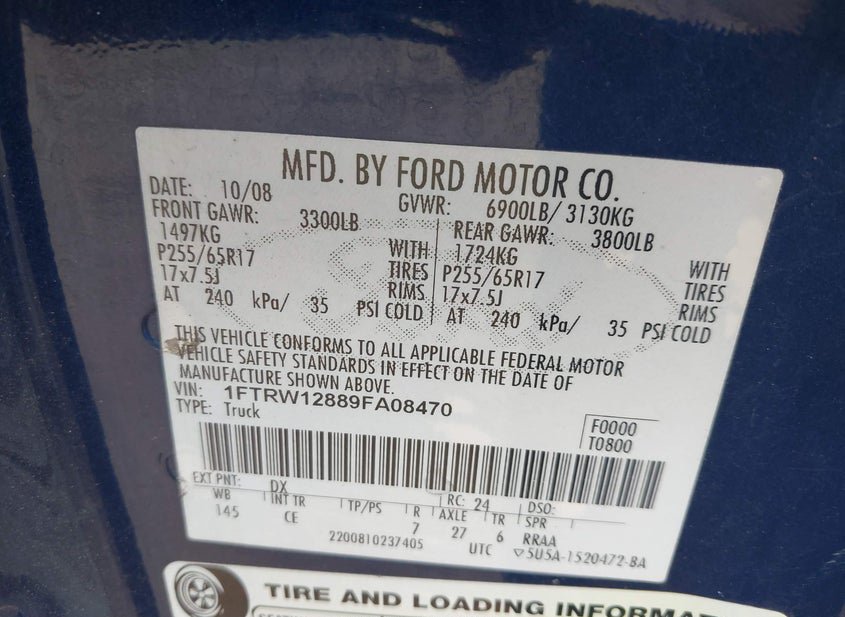 MFD. BY FORD MOTOR CO.
DATE: 10/08 GVWR: 6900LB/ 3130KG
FRONT GAWR: 3300LB REAR GAWR: 3800LB
1497KG WITH 1724KG WITH
P255/65R17 TIRES P255/65R17 TIRES
17x7.5J RIMS 17x7.5J RIMS
AT 240 kPa/ 35 PSI COLD AT 240 kPa/ 35 PSI COLD
THIS VEHICLE CONFORMS TO ALL APPLICABLE FEDERAL MOTOR
VEHICLE SAFETY STANDARDS IN EFFECT ON THE DATE OF
MANUFACTURE SHOWN ABOVE.
VIN: 1FTRW12889FA08470
TYPE: Truck
F0000
T0800
EXT PNT: DX RC: 24 DSO:
WB INT TR TP/PS R AXLE TR SPR
145 CE 7 27 6 RRAA
2200810237405 UTC ▽5U5A-1520472-BA
TIRE AND LOADING